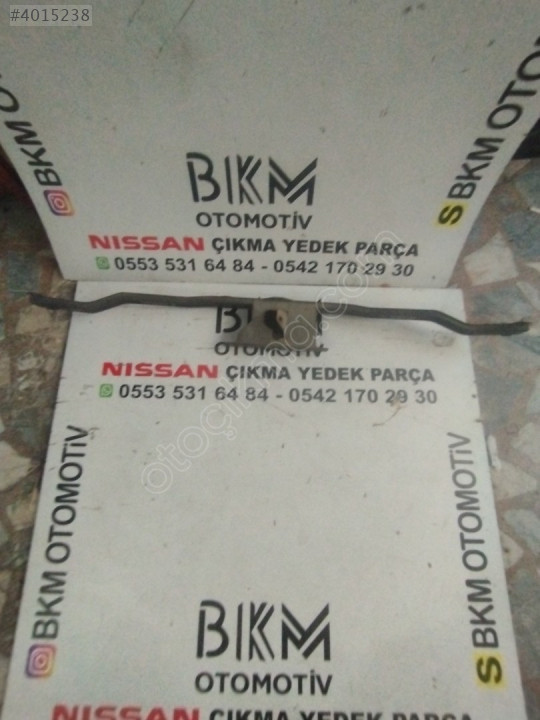 #4015238
BKM OTOMOTİV
S BKM OTOM
BKM
OTOMOTİV
NISSAN ÇIKMA YEDEK PARÇA
0553 531 64 84 - 0542 170 29 30
OTOMOTİV
NISSAN ÇIKMA YEDEK PARÇA
0553 531 64 84 - 0542 170 29 30
BKM OTOMOTİV
S BKM OTOMOTİV
BKM
OTOMOTİV
NISSAN ÇIKMA YEDEK PARÇA